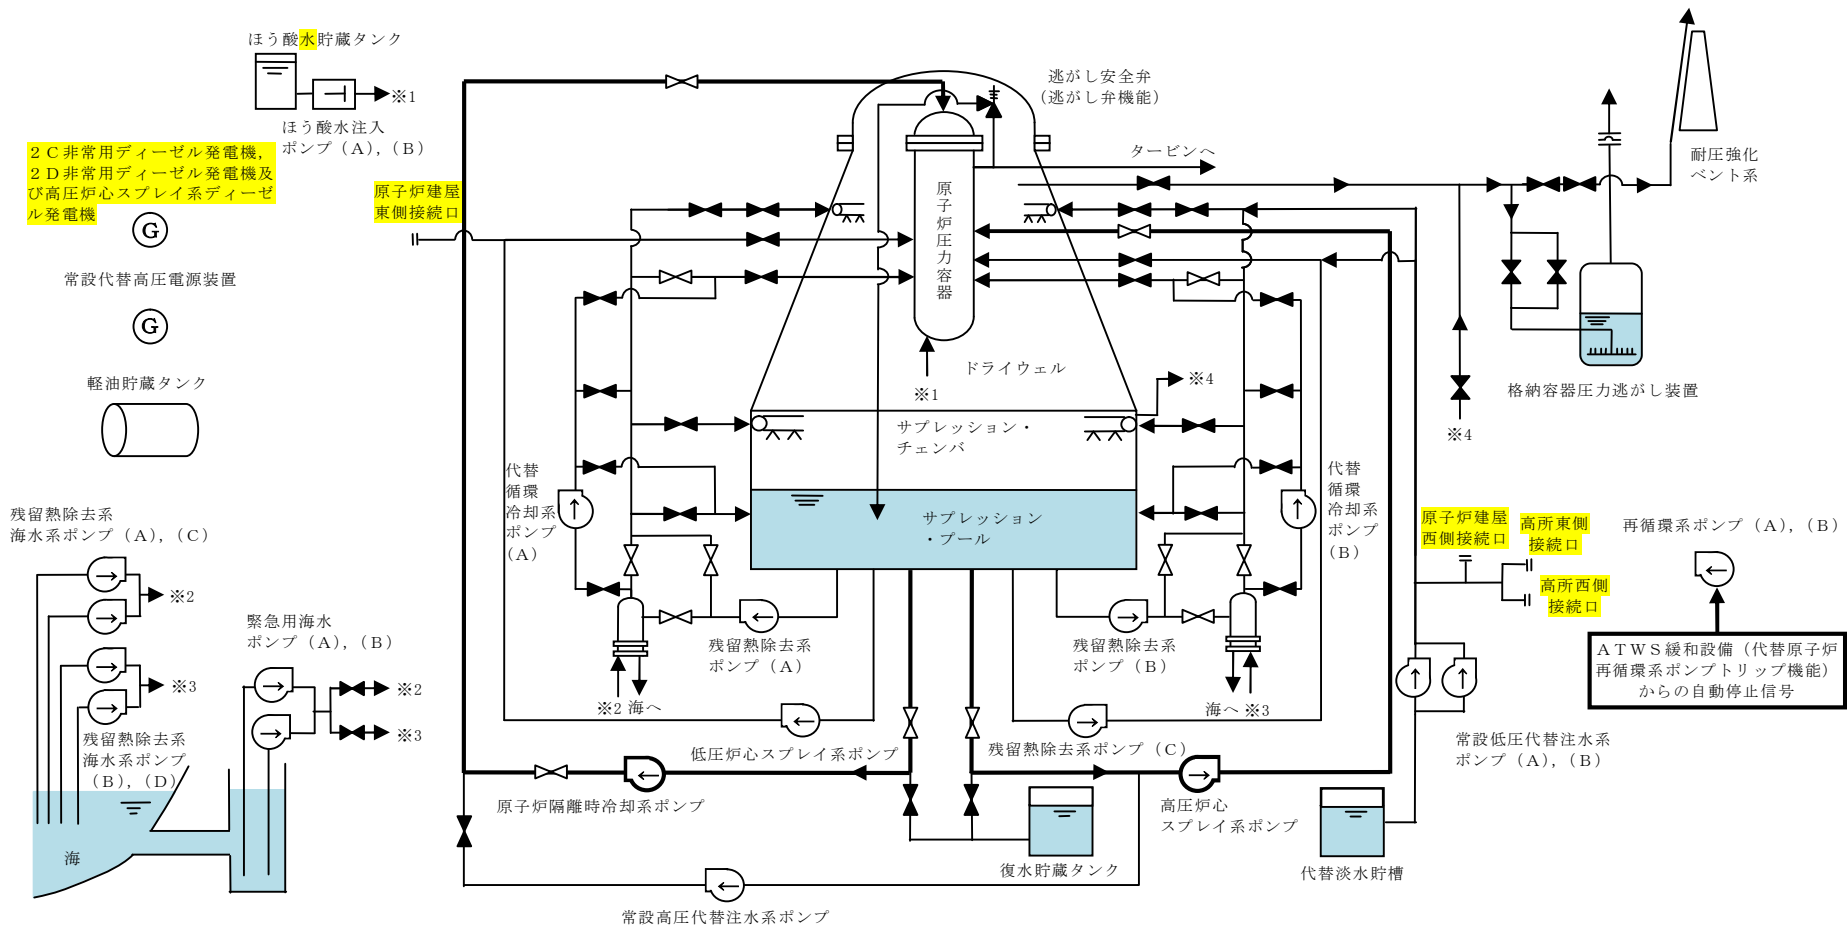 ほう酸水貯蔵タンク
※1
ほう酸水注入
ポンプ（A），（B）
２Ｃ非常用ディーゼル発電機，
２Ｄ非常用ディーゼル発電機及
び高圧炉心スプレイ系ディーゼ
ル発電機
G
常設代替高圧電源装置
G
軽油貯蔵タンク
原子炉建屋
東側接続口
逃がし安全弁
（逃がし弁機能）
タービンへ
原子炉圧力容器
※1
ドライウェル
※4
サプレッション・
チェンバ
サプレッション
・プール
耐圧強化
ベント系
格納容器圧力逃がし装置
※4
代替
循環
冷却系
ポンプ
（A）
代替
循環
冷却系
ポンプ
（B）
残留熱除去系
海水系ポンプ（A），（C）
※2
※3
残留熱除去系
海水系ポンプ
（B），（D）
海
緊急用海水
ポンプ（A），（B）
※2
※3
残留熱除去系
ポンプ（A）
※2 海へ
残留熱除去系
ポンプ（B）
海へ ※3
低圧炉心スプレイ系ポンプ
残留熱除去系ポンプ（C）
原子炉隔離時冷却系ポンプ
高圧炉心
スプレイ系ポンプ
復水貯蔵タンク
常設高圧代替注水系ポンプ
代替淡水貯槽
常設低圧代替注水系
ポンプ（A），（B）
原子炉建屋
西側接続口
高所東側
接続口
高所西側
接続口
再循環系ポンプ（A），（B）
ＡＴＷＳ緩和設備（代替原子炉
再循環系ポンプトリップ機能）
からの自動停止信号